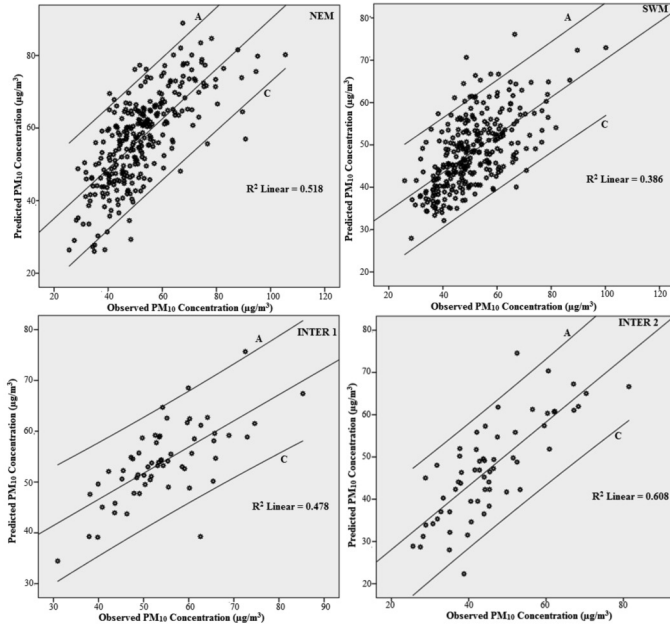 A
NEM
Predicted PM₁₀ Concentration (µg/m³)
80
60
40
20
C
R² Linear = 0.518
20 40 60 80 100 120
Observed PM₁₀ Concentration (µg/m³)
A
SWM
Predicted PM₁₀ Concentration (µg/m³)
80
70
60
50
40
30
20
C
R² Linear = 0.386
20 40 60 80 100
Observed PM₁₀ Concentration (µg/m³)
A
INTER 1
Predicted PM₁₀ Concentration (µg/m³)
80
70
60
50
40
30
C
R² Linear = 0.478
30 40 50 60 70 80 90
Observed PM₁₀ Concentration (µg/m³)
A
INTER 2
Predicted PM₁₀ Concentration (µg/m³)
80
70
60
50
40
30
20
C
R² Linear = 0.608
20 40 60 80
Observed PM₁₀ Concentration (µg/m³)